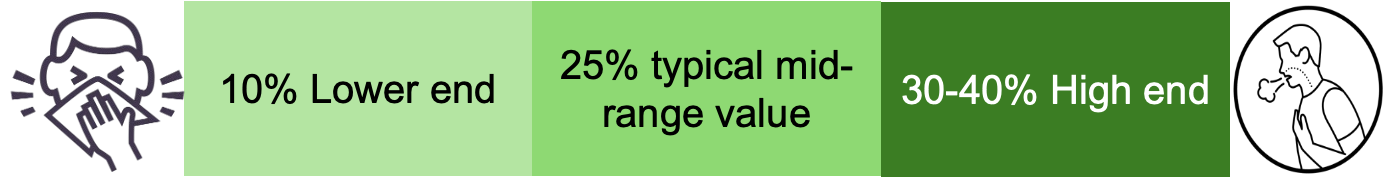 10% Lower end
25% typical mid-
range value
30-40% High end